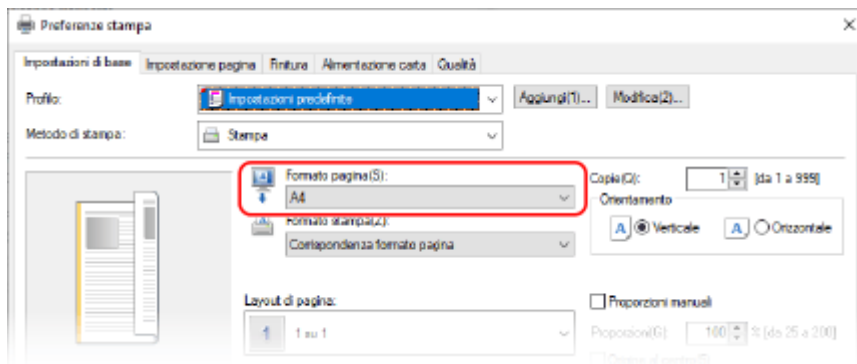 Preferenze stampa
Impostazioni di base Impostazione pagina Finitura Alimentazione carta Qualità
Profilo: Impostazioni predefinite Aggiungi(1)... Modifica(2)...
Metodo di stampa: Stampa
Formato pagina(S): Copie(Q): 1 [da 1 a 999]
A4 Orientamento
Formato stampa(Z): A Verticale A Orizzontale
Corrispondenza formato pagina
Layout di pagina: Proporzioni manuali
1 1 su 1 Proporzioni(G): 100 % [da 25 a 200]